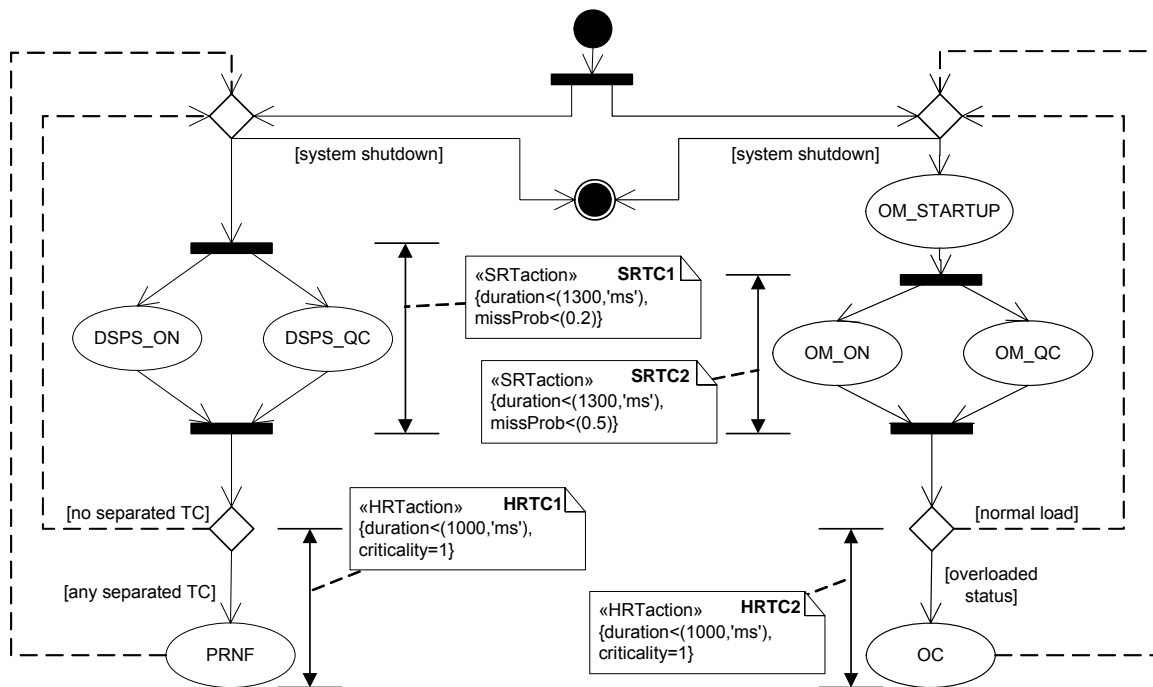 [system shutdown]
[system shutdown]
OM_STARTUP
«SRTaction» SRTC1
{duration<(1300,'ms'),
missProb<(0.2)}
DSPS_ON
DSPS_QC
OM_ON
OM_QC
«SRTaction» SRTC2
{duration<(1300,'ms'),
missProb<(0.5)}
[no separated TC]
«HRTaction» HRTC1
{duration<(1000,'ms'),
criticality=1}
[normal load]
[any separated TC]
[overloaded
status]
«HRTaction» HRTC2
{duration<(1000,'ms'),
criticality=1}
PRNF
OC